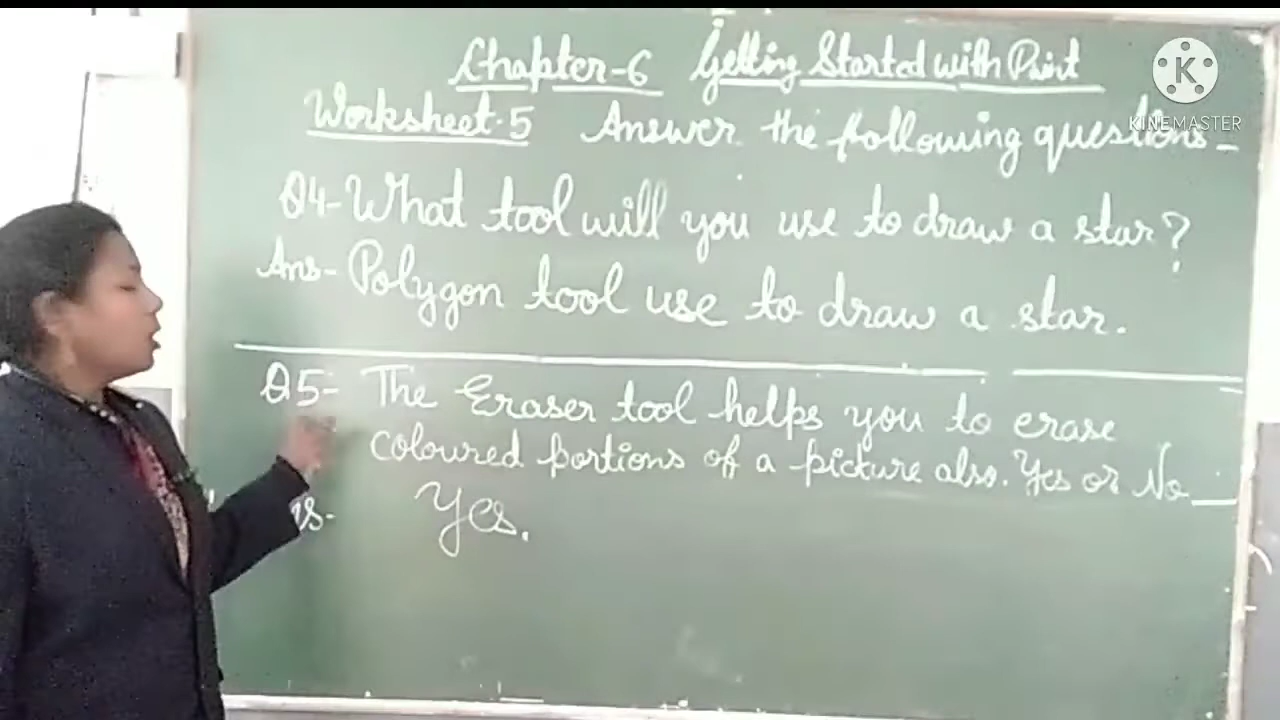 Chapter-6 Getting Started with Paint
K
KINEMASTER
Worksheet-5 Answer the following questions-
Q4- What tool will you use to draw a star?
Ans- Polygon tool use to draw a star.
Q5- The Eraser tool helps you to erase
coloured portions of a picture also. Yes or No__
Yes.